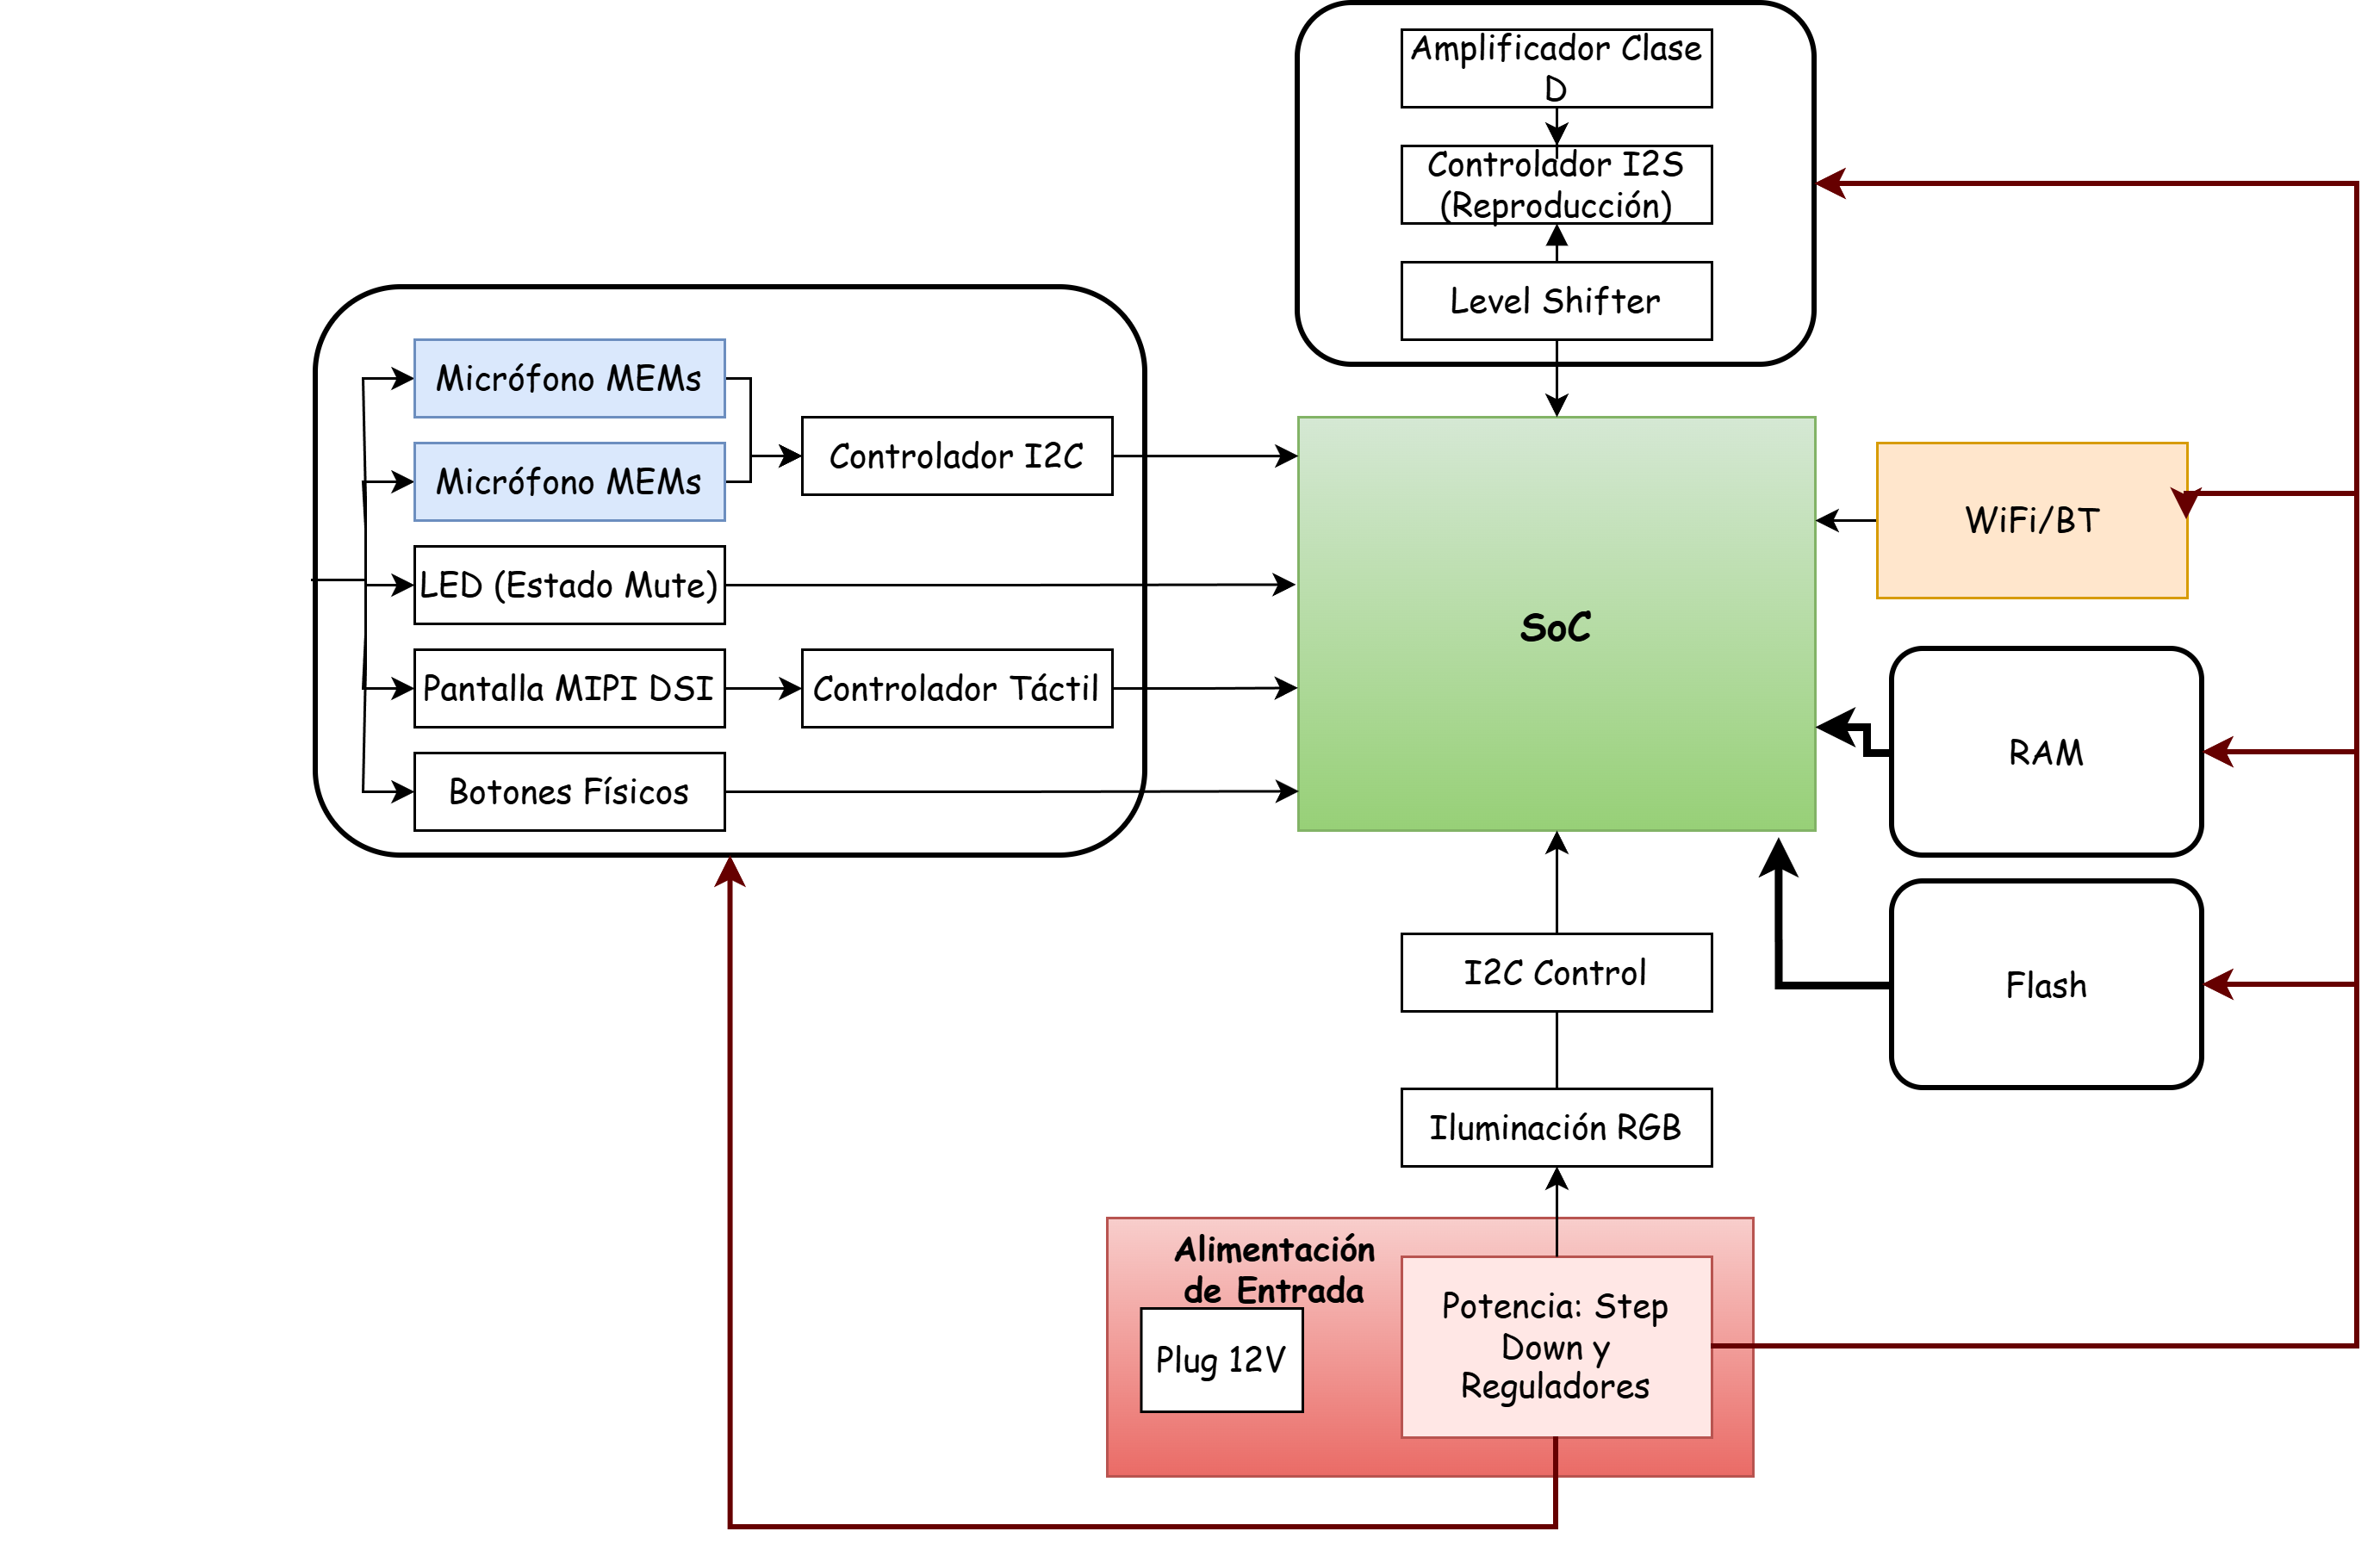 Amplificador Clase
D
Controlador I2S
(Reproducción)
Level Shifter
Micrófono MEMs
Micrófono MEMs
Controlador I2C
LED (Estado Mute)
Pantalla MIPI DSI
Controlador Táctil
Botones Físicos
SoC
WiFi/BT
RAM
Flash
I2C Control
Iluminación RGB
Alimentación
de Entrada
Plug 12V
Potencia: Step
Down y
Reguladores